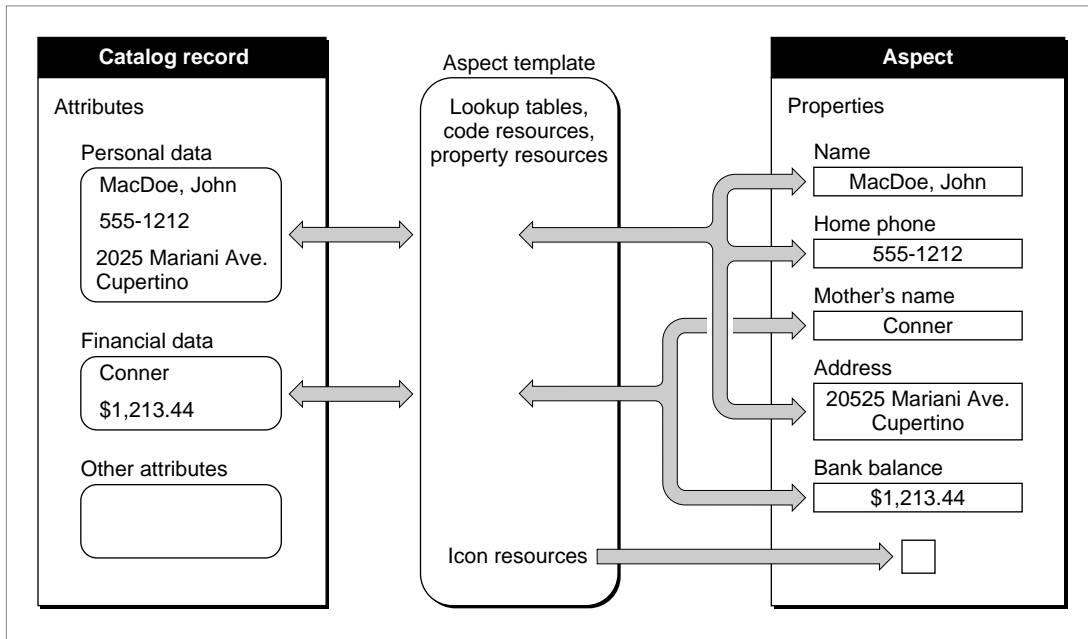 Catalog record
Attributes
Personal data
MacDoe, John
555-1212
2025 Mariani Ave.
Cupertino
Financial data
Conner
$1,213.44
Other attributes
Aspect template
Lookup tables,
code resources,
property resources
Icon resources
Aspect
Properties
Name
MacDoe, John
Home phone
555-1212
Mother’s name
Conner
Address
20525 Mariani Ave.
Cupertino
Bank balance
$1,213.44